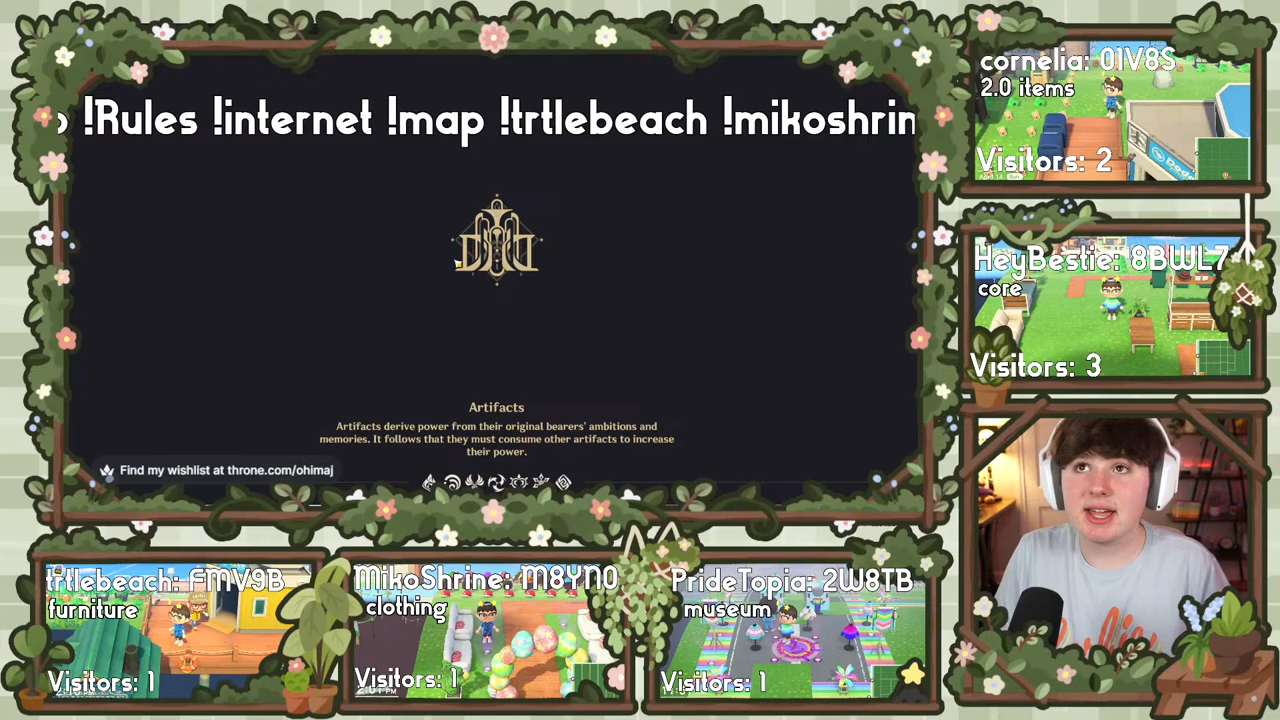 !Rules !internet !map !trtlebeach !mikoshrin
Artifacts
Artifacts derive power from their original bearers' ambitions and
memories. It follows that they must consume other artifacts to increase
their power.
Find my wishlist at throne.com/ohimaj
cornelia: 01V8S
2.0 items
Visitors: 2
HeyBestie: 8BWL7
core
Visitors: 3
trtlebeach: FMV9B
furniture
Visitors: 1
MikoShrine: M8YN0
clothing
Visitors: 1
PrideTopia: 2W8TB
museum
Visitors: 1